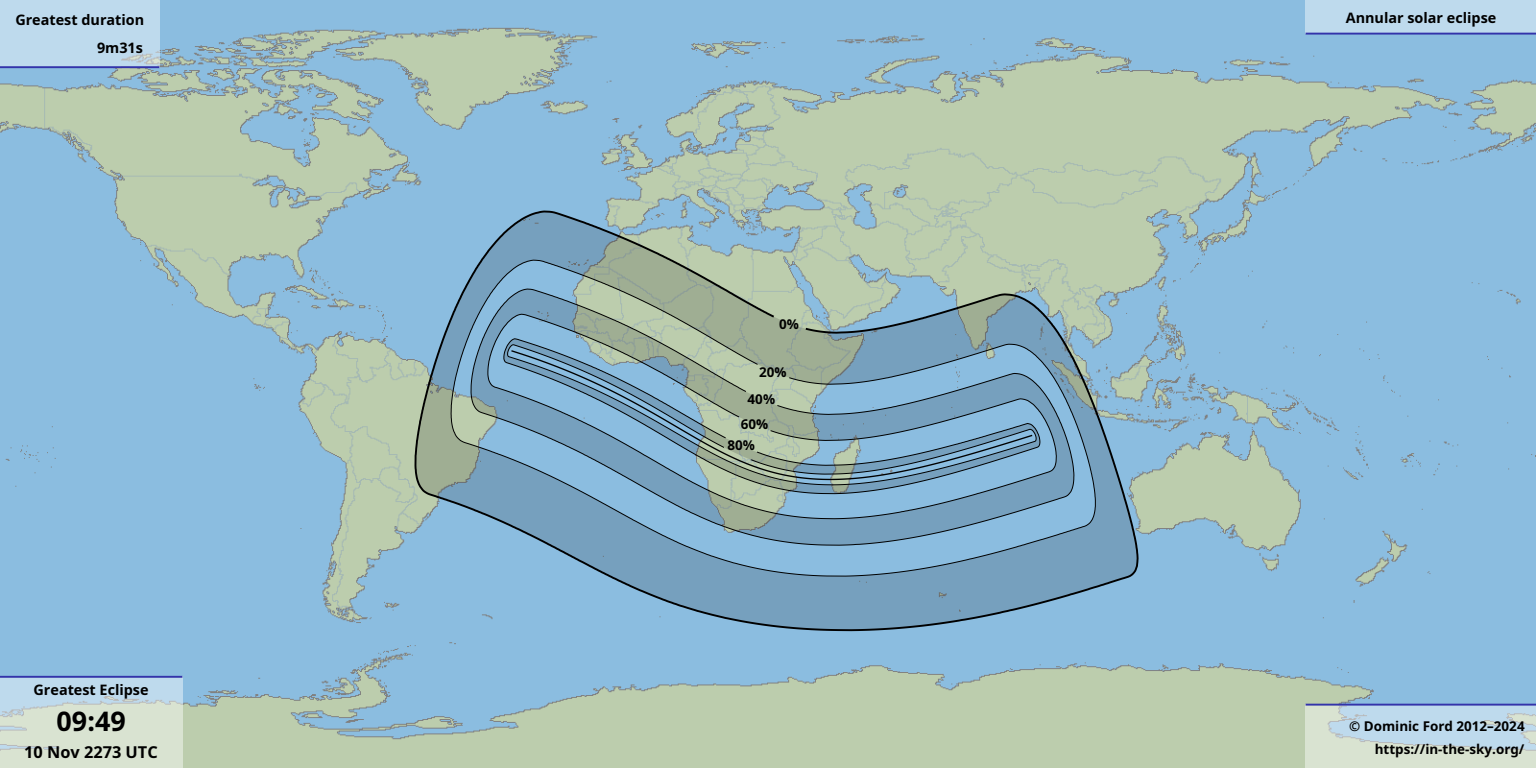 Greatest duration
9m31s
Annular solar eclipse
0%
20%
40%
60%
80%
Greatest Eclipse
09:49
10 Nov 2273 UTC
© Dominic Ford 2012–2024
https://in-the-sky.org/